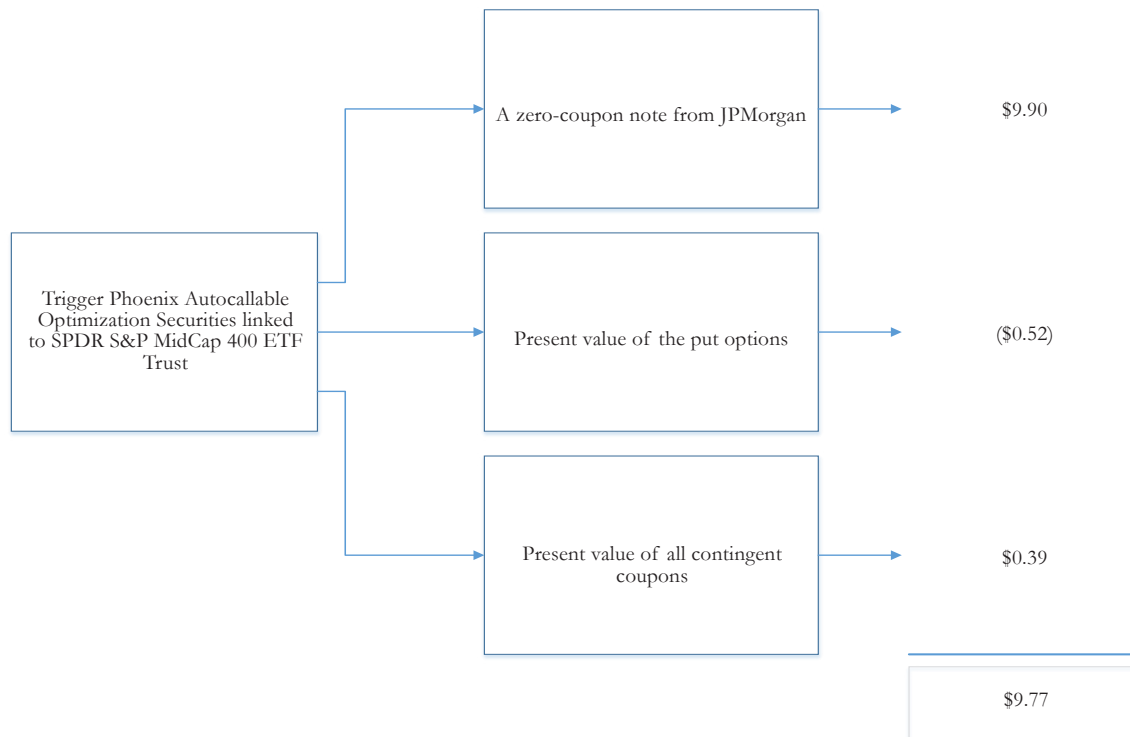 A zero-coupon note from JPMorgan
$9.90
Trigger Phoenix Autocallable
Optimization Securities linked
to SPDR S&P MidCap 400 ETF
Trust
Present value of the put options
($0.52)
Present value of all contingent
coupons
$0.39
$9.77